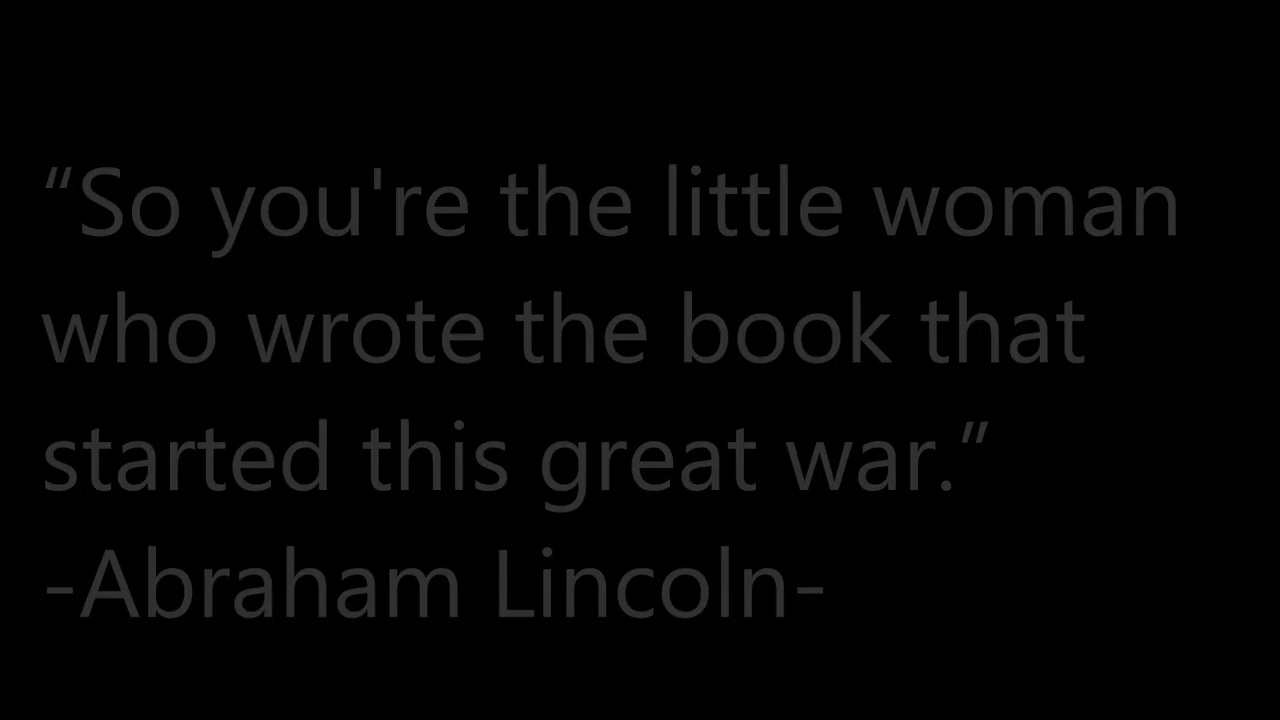 “So you're the little woman
who wrote the book that
started this great war.”
-Abraham Lincoln-